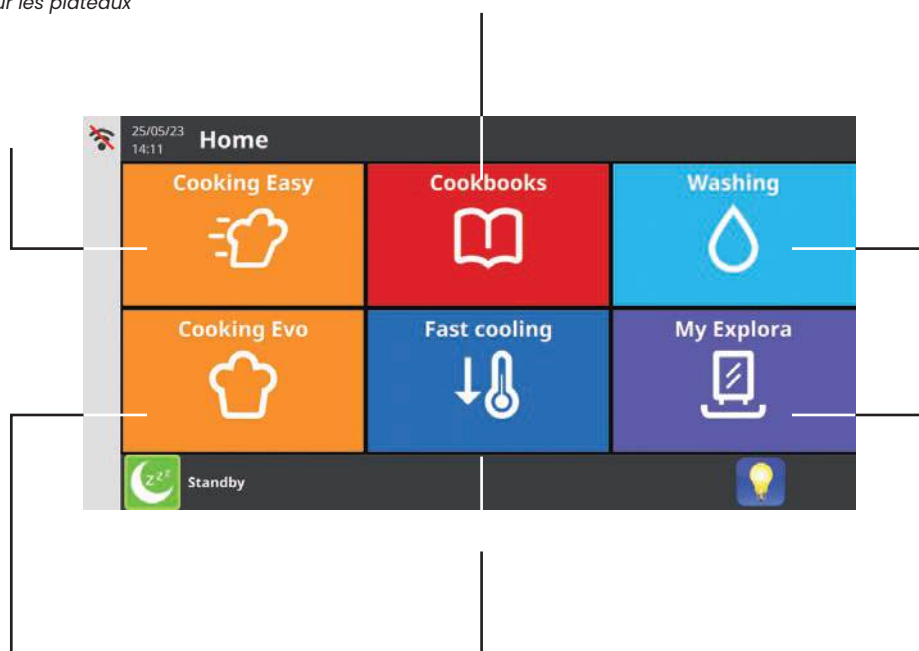 les plateaux
25/05/23
14:11
Home
Cooking Easy
Cookbooks
Washing
Cooking Evo
Fast cooling
My Explora
zzz
Standby